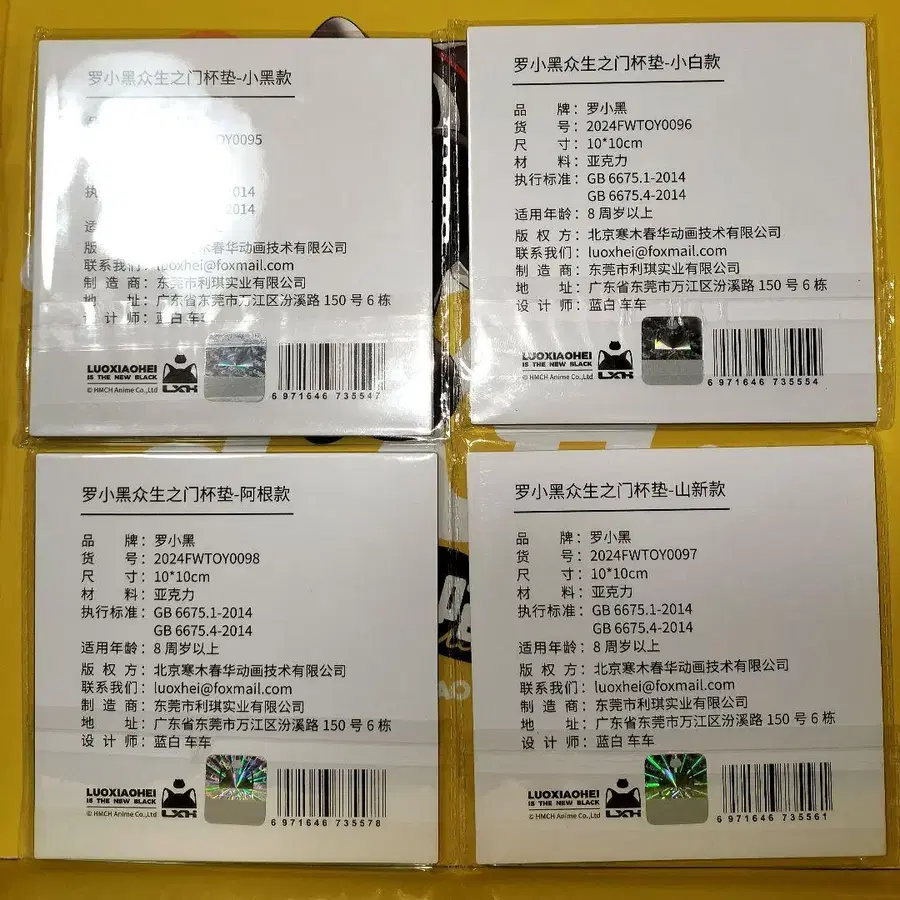 罗小黑众生之门杯垫-小黑款
OY0095
014
2014
寒木春华动画技术有限公司
联系我们：luoxhei@foxmail.com
制造商：东莞市利琪实业有限公司
地址：广东省东莞市万江区汾溪路 150 号 6 栋
设计师：蓝白 车车
LUOXIAOHEI
IS THE NEW BLACK
LXH
© HMCH Anime Co.,Ltd
6 971646 735547
罗小黑众生之门杯垫-小白款
品牌：罗小黑
货号：2024FWTOY0096
尺寸：10*10cm
材料：亚克力
执行标准：GB 6675.1-2014
GB 6675.4-2014
适用年龄：8 周岁以上
版权方：北京寒木春华动画技术有限公司
联系我们：luoxhei@foxmail.com
制造商：东莞市利琪实业有限公司
地址：广东省东莞市万江区汾溪路 150 号 6 栋
设计师：蓝白 车车
LUOXIAOHEI
IS THE NEW BLACK
LXH
© HMCH Anime Co.,Ltd
6 971646 735554
罗小黑众生之门杯垫-阿根款
品牌：罗小黑
货号：2024FWTOY0098
尺寸：10*10cm
材料：亚克力
执行标准：GB 6675.1-2014
GB 6675.4-2014
适用年龄：8 周岁以上
版权方：北京寒木春华动画技术有限公司
联系我们：luoxhei@foxmail.com
制造商：东莞市利琪实业有限公司
地址：广东省东莞市万江区汾溪路 150 号 6 栋
设计师：蓝白 车车
LUOXIAOHEI
IS THE NEW BLACK
LXH
© HMCH Anime Co.,Ltd
6 971646 735578
罗小黑众生之门杯垫-山新款
品牌：罗小黑
货号：2024FWTOY0097
尺寸：10*10cm
材料：亚克力
执行标准：GB 6675.1-2014
GB 6675.4-2014
适用年龄：8 周岁以上
版权方：北京寒木春华动画技术有限公司
联系我们：luoxhei@foxmail.com
制造商：东莞市利琪实业有限公司
地址：广东省东莞市万江区汾溪路 150 号 6 栋
设计师：蓝白 车车
LUOXIAOHEI
IS THE NEW BLACK
LXH
© HMCH Anime Co.,Ltd
6 971646 735561